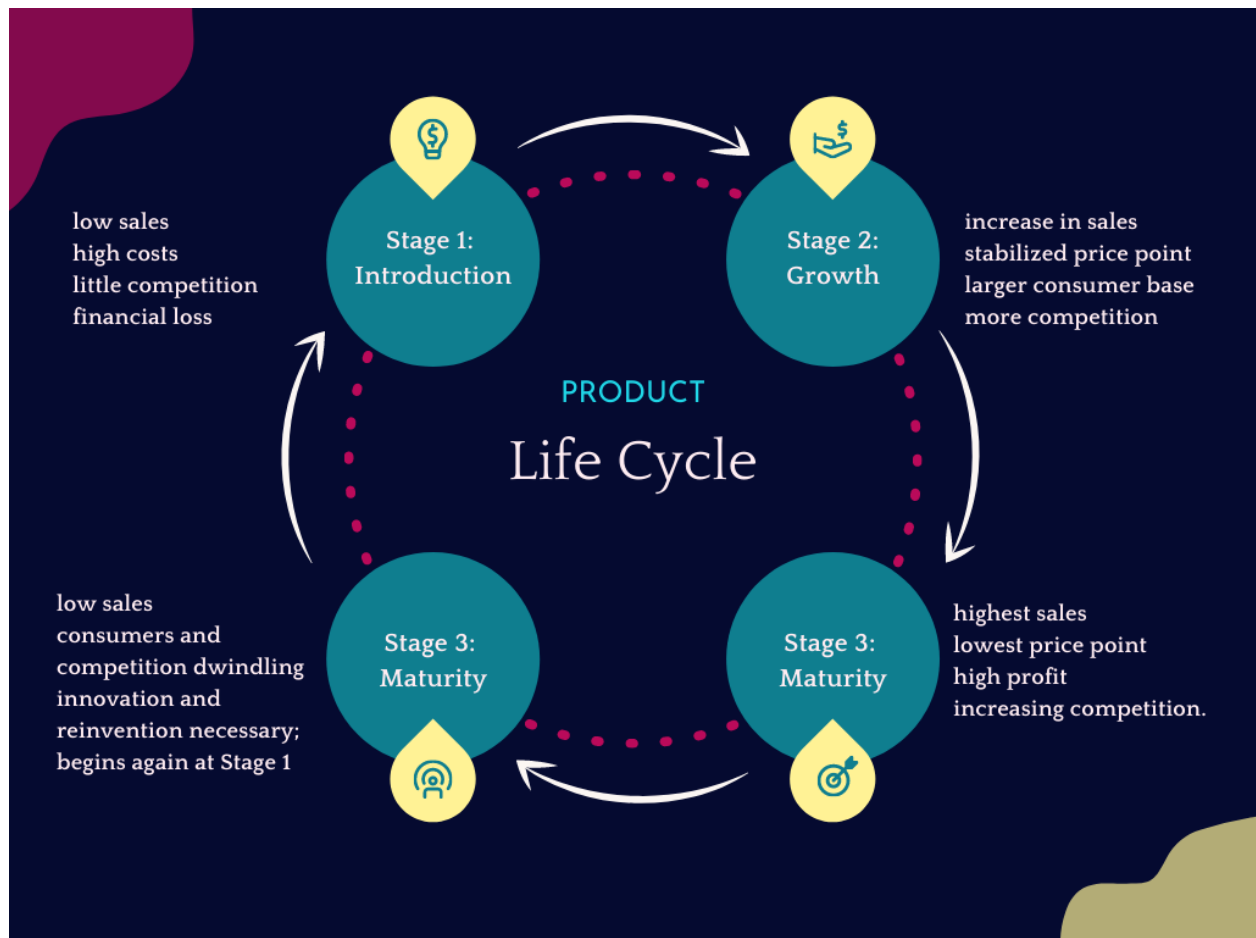 Stage 1:
Introduction
low sales
high costs
little competition
financial loss
Stage 2:
Growth
increase in sales
stabilized price point
larger consumer base
more competition
PRODUCT
Life Cycle
Stage 3:
Maturity
highest sales
lowest price point
high profit
increasing competition.
Stage 3:
Maturity
low sales
consumers and
competition dwindling
innovation and
reinvention necessary;
begins again at Stage 1